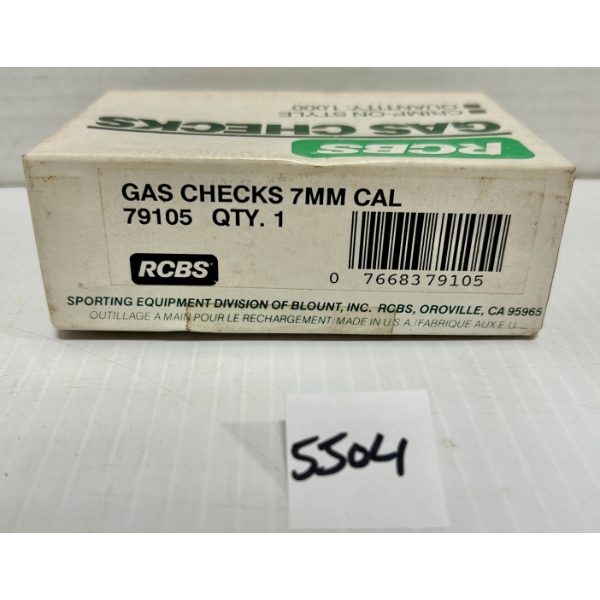 CRIMP-ON STYLE
QUANTITY: 1,000
GAS CHECKS
RCBS
GAS CHECKS 7MM CAL
79105 QTY. 1
0 7668379105
RCBS
SPORTING EQUIPMENT DIVISION OF BLOUNT, INC. RCBS, OROVILLE, CA 95965
OUTILLAGE A MAIN POUR LE RECHARGEMENT/MADE IN U.S.A./FABRIQUE AUX E.U.
5504